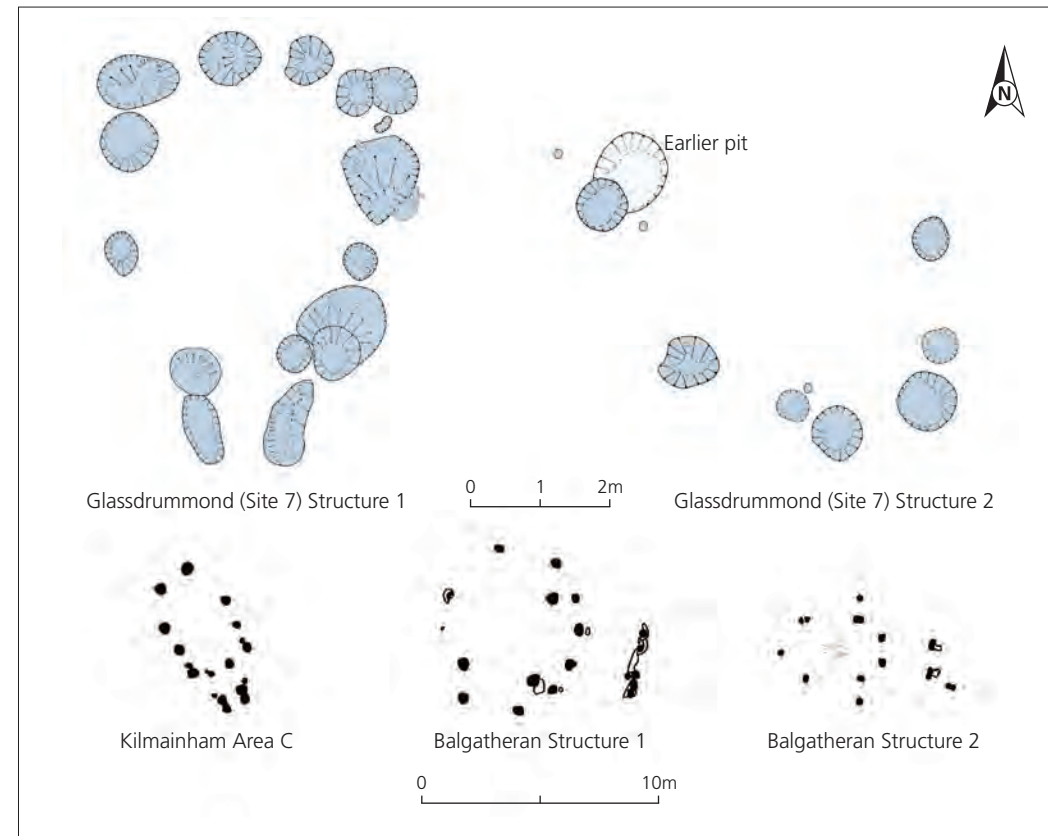 N
Earlier pit
Glassdrummond (Site 7) Structure 1
0 1 2m
Glassdrummond (Site 7) Structure 2
Kilmainham Area C
Balgatheran Structure 1
Balgatheran Structure 2
0 10m